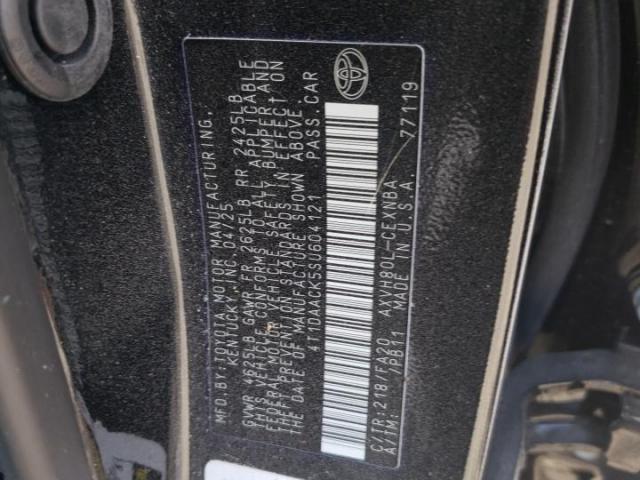 MFD.BY:TOYOTA MOTOR MANUFACTURING,
KENTUCKY, INC. 04/25
GVWR 4625LB GAWR FR 2625LB RR 2425LB
THIS VEHICLE CONFORMS TO ALL APPLICABLE
FEDERAL MOTOR VEHICLE SAFETY, BUMPER, AND
THEFT PREVENTION STANDARDS IN EFFECT ON
THE DATE OF MANUFACTURE SHOWN ABOVE.
4T1DAACK5SU604121 PASS.CAR
C/TR:218/FA20 AXVH80L-CEXNBA
A/TM: -/PB11 MADE IN U.S.A. 77119